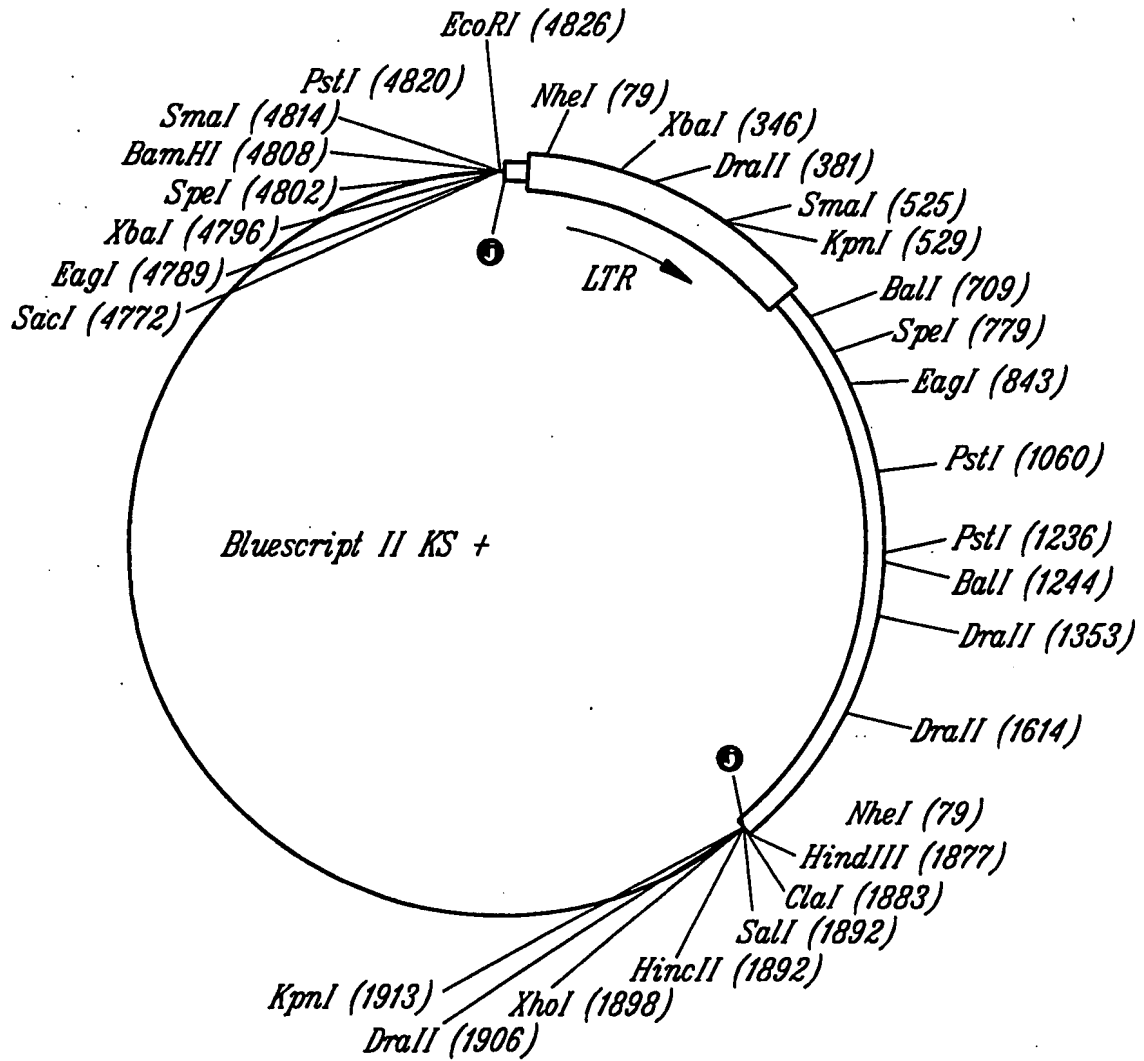 EcoRI (4826)
PstI (4820)
SmaI (4814)
BamHI (4808)
SpeI (4802)
XbaI (4796)
EagI (4789)
SacI (4772)
NheI (79)
XbaI (346)
DraII (381)
SmaI (525)
KpnI (529)
BalI (709)
SpeI (779)
EagI (843)
PstI (1060)
PstI (1236)
BalI (1244)
DraII (1353)
DraII (1614)
NheI (79)
HindIII (1877)
ClaI (1883)
SalI (1892)
HincII (1892)
XhoI (1898)
DraII (1906)
KpnI (1913)
j
LTR
Bluescript II KS +
j